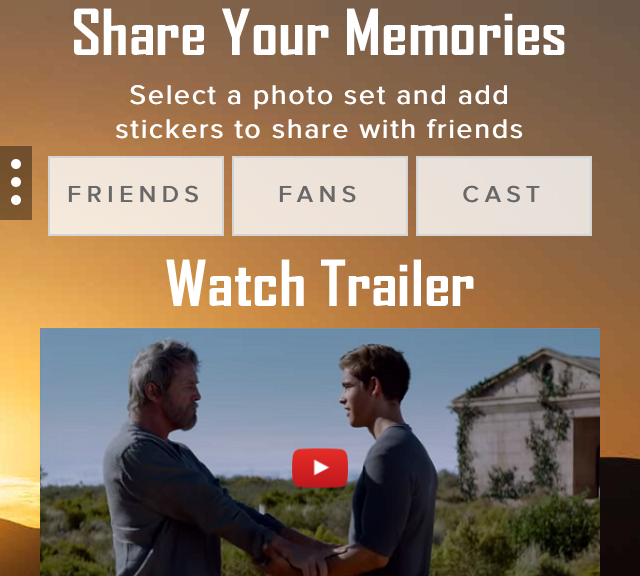 Share Your Memories
Select a photo set and add
stickers to share with friends
FRIENDS FANS CAST
Watch Trailer